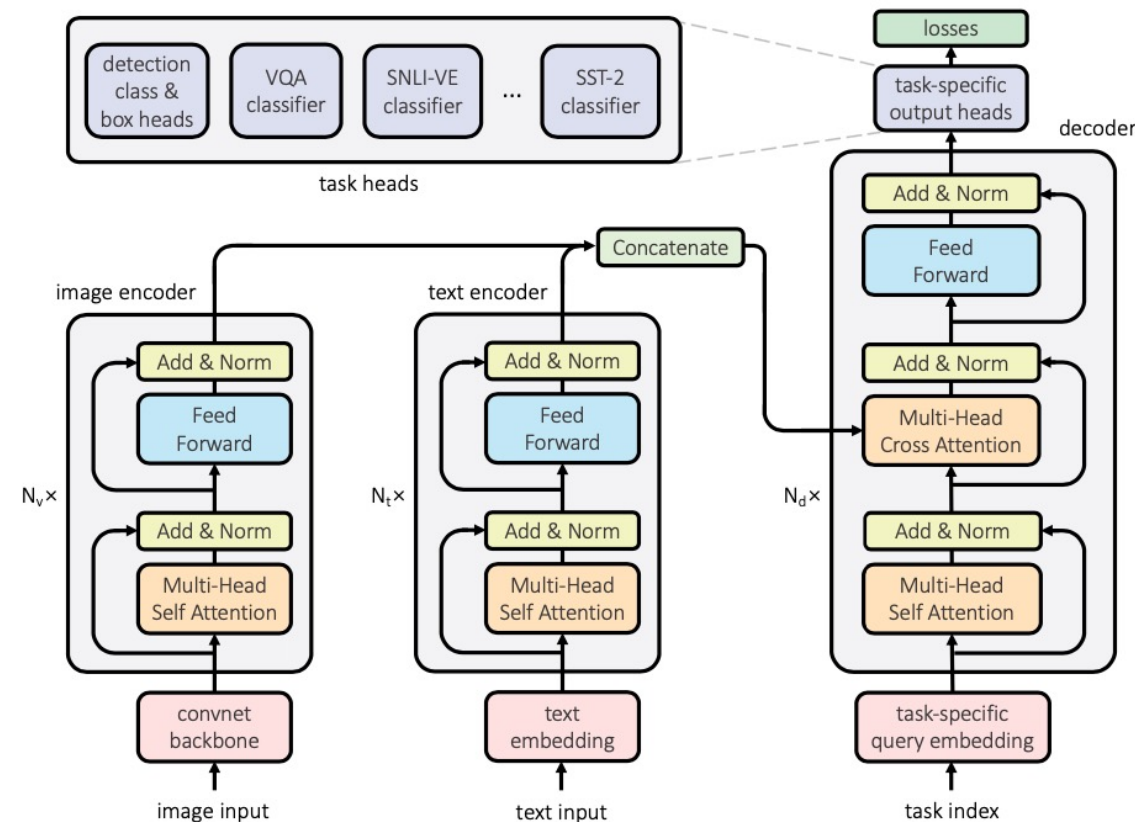 losses
detection
class &
box heads
VQA
classifier
SNLI-VE
classifier
...
SST-2
classifier
task heads
task-specific
output heads
decoder
Add & Norm
Feed
Forward
Add & Norm
Multi-Head
Cross Attention
N_d×
Add & Norm
Multi-Head
Self Attention
task-specific
query embedding
task index
Concatenate
image encoder
Add & Norm
Feed
Forward
N_v×
Add & Norm
Multi-Head
Self Attention
convnet
backbone
image input
text encoder
Add & Norm
Feed
Forward
N_t×
Add & Norm
Multi-Head
Self Attention
text
embedding
text input